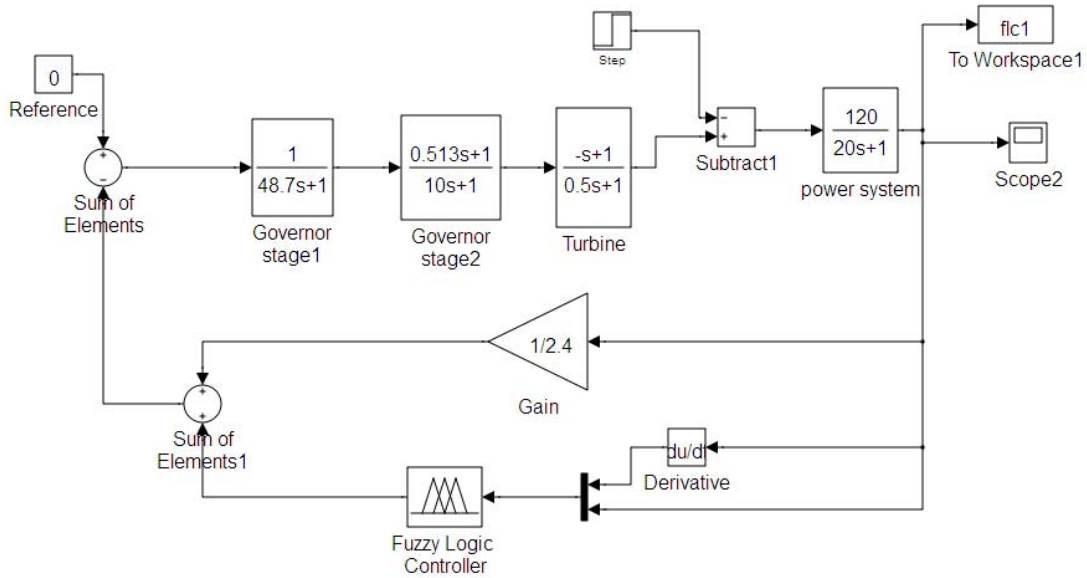 flc1
To Workspace1
Step
0
Reference
+
−
Sum of
Elements
1
48.7s+1
Governor
stage1
0.513s+1
10s+1
Governor
stage2
-s+1
0.5s+1
Turbine
−
+
Subtract1
120
20s+1
power system
Scope2
1/2.4
Gain
+
+
Sum of
Elements1
du/d
Derivative
Fuzzy Logic
Controller